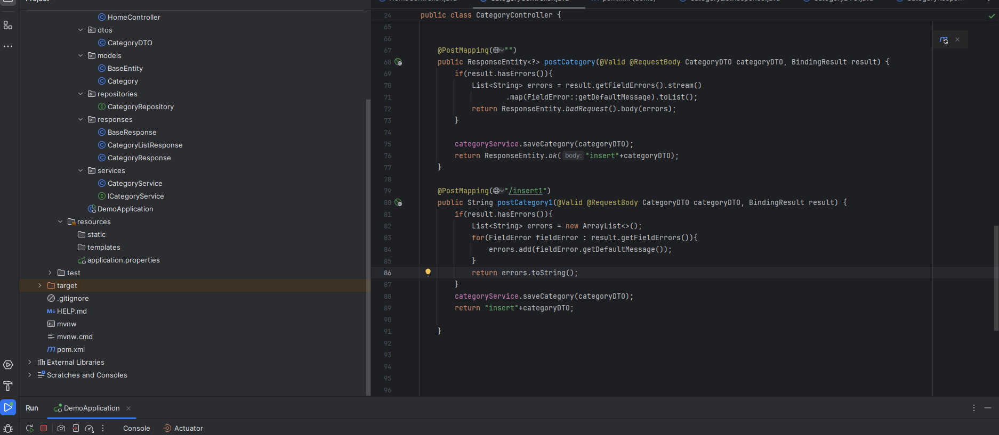 Project
HomeController
dtos
CategoryDTO
models
BaseEntity
Category
repositories
CategoryRepository
responses
BaseResponse
CategoryListResponse
CategoryResponse
services
CategoryService
ICategoryService
DemoApplication
resources
static
templates
application.properties
test
target
.gitignore
HELP.md
mvnw
mvnw.cmd
pom.xml
External Libraries
Scratches and Consoles
24 public class CategoryController {
65
66
67 @PostMapping("")
68 public ResponseEntity<?> postCategory(@Valid @RequestBody CategoryDTO categoryDTO, BindingResult result) {
69 if(result.hasErrors()){
70 List<String> errors = result.getFieldErrors().stream()
71 .map(FieldError::getDefaultMessage).toList();
72 return ResponseEntity.badRequest().body(errors);
73 }
74
75 categoryService.saveCategory(categoryDTO);
76 return ResponseEntity.ok( body: "insert"+categoryDTO);
77 }
78
79 @PostMapping("/insert1")
80 public String postCategory1(@Valid @RequestBody CategoryDTO categoryDTO, BindingResult result) {
81 if(result.hasErrors()){
82 List<String> errors = new ArrayList<>();
83 for(FieldError fieldError : result.getFieldErrors()){
84 errors.add(fieldError.getDefaultMessage());
85 }
86 return errors.toString();
87 }
88 categoryService.saveCategory(categoryDTO);
89 return "insert"+categoryDTO;
90
91 }
92
93
94
95
96
Run DemoApplication
Console Actuator